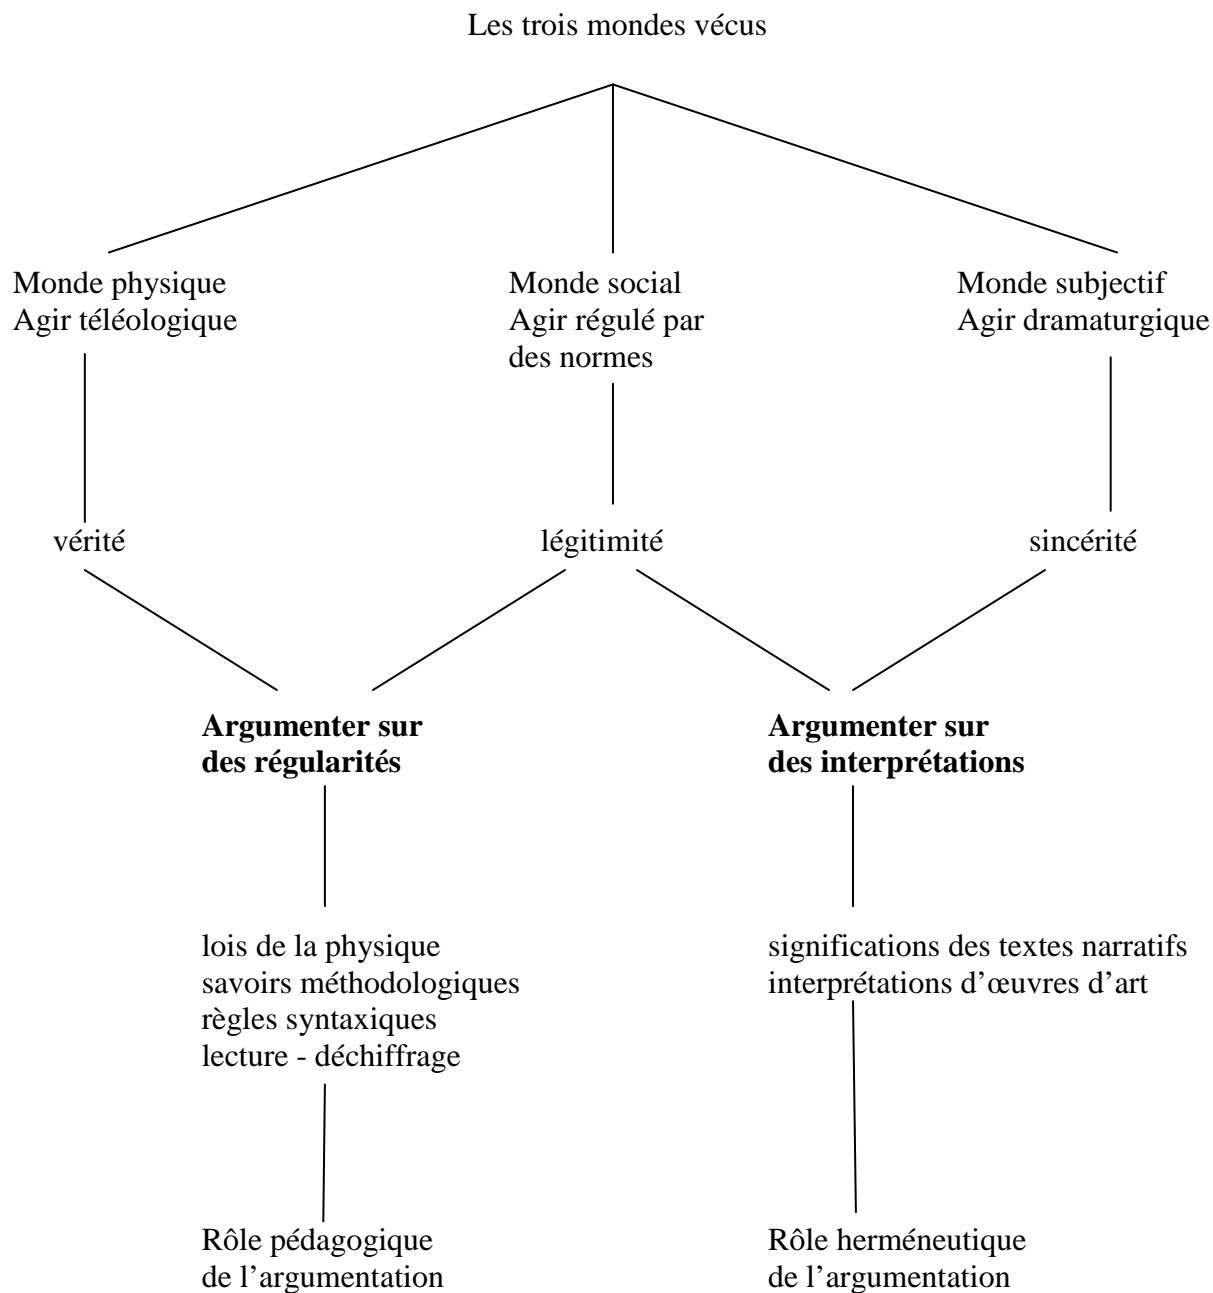 Les trois mondes vécus
Monde physique
Agir téléologique
Monde social
Agir régulé par
des normes
Monde subjectif
Agir dramaturgique
vérité
légitimité
sincérité
Argumenter sur
des régularités
Argumenter sur
des interprétations
lois de la physique
savoirs méthodologiques
règles syntaxiques
lecture - déchiffrage
significations des textes narratifs
interprétations d’œuvres d’art
Rôle pédagogique
de l’argumentation
Rôle herméneutique
de l’argumentation